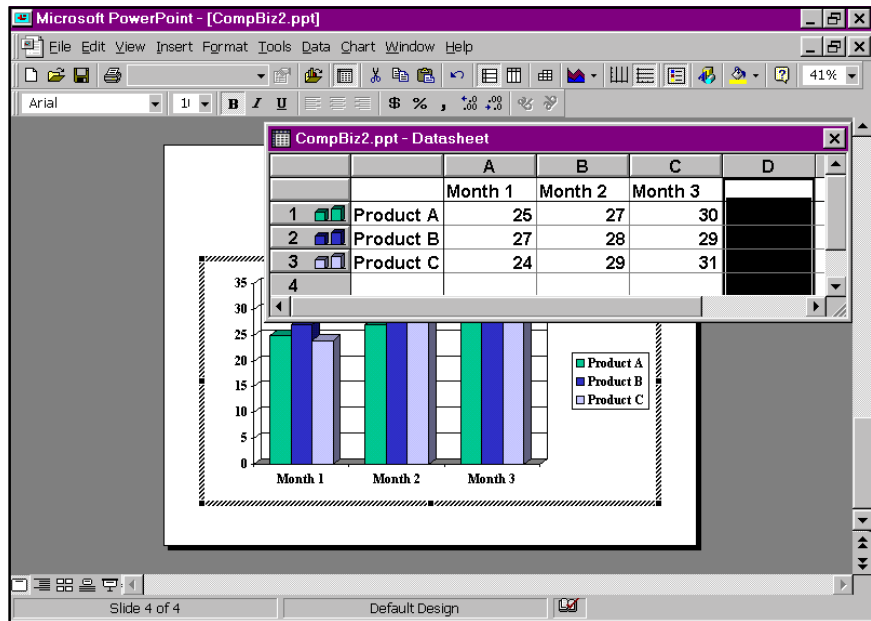 Microsoft PowerPoint - [CompBiz2.ppt]
File Edit View Insert Format Tools Data Chart Window Help
41%
Arial B I U $ % , .00 .00
CompBiz2.ppt - Datasheet
A B C D
Month 1 Month 2 Month 3
1 Product A 25 27 30
2 Product B 27 28 29
3 Product C 24 29 31
4
35
30
25
20
15
10
5
0
Product A
Product B
Product C
Month 1 Month 2 Month 3
Slide 4 of 4 Default Design